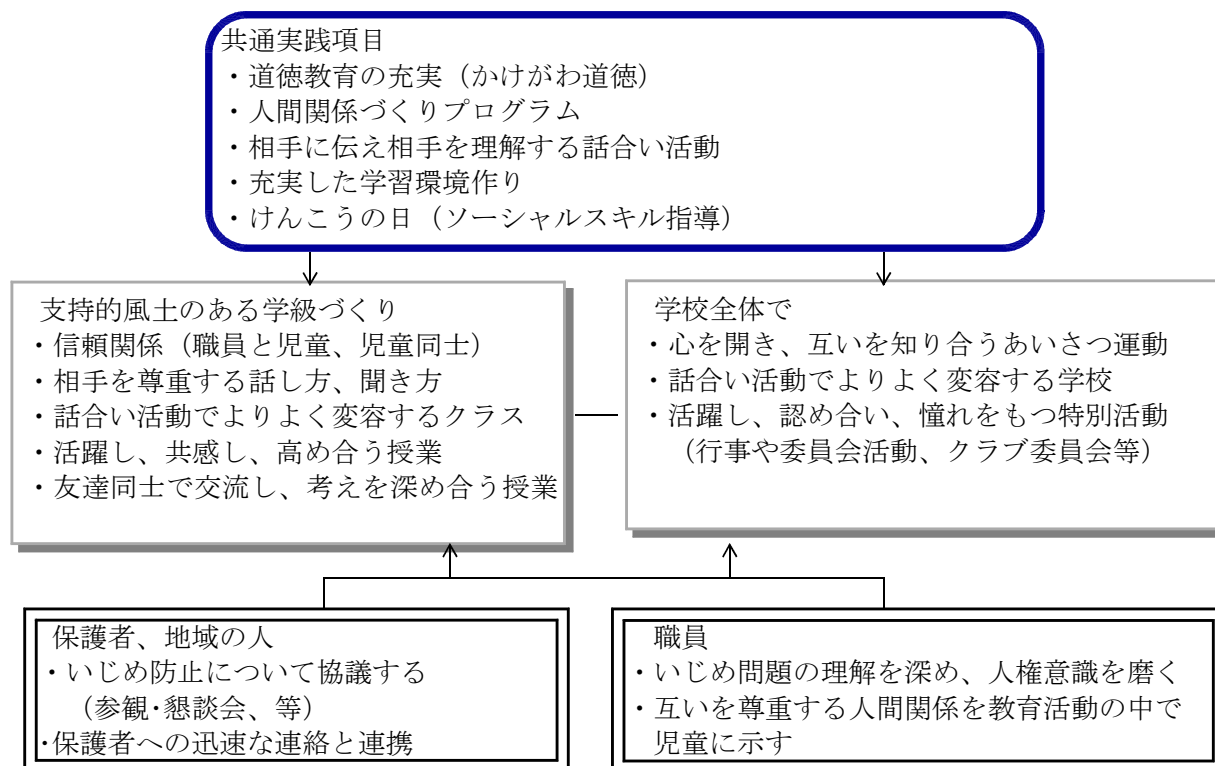 共通実践項目
・道徳教育の充実（かけがわ道徳）
・人間関係づくりプログラム
・相手に伝え相手を理解する話合い活動
・充実した学習環境作り
・けんこうの日（ソーシャルスキル指導）
支持的風土のある学級づくり
・信頼関係（職員と児童、児童同士）
・相手を尊重する話し方、聞き方
・話合い活動でよりよく変容するクラス
・活躍し、共感し、高め合う授業
・友達同士で交流し、考えを深め合う授業
学校全体で
・心を開き、互いを知り合うあいさつ運動
・話合い活動でよりよく変容する学校
・活躍し、認め合い、憧れをもつ特別活動
（行事や委員会活動、クラブ委員会等）
保護者、地域の人
・いじめ防止について協議する
（参観・懇談会、等）
・保護者への迅速な連絡と連携
職員
・いじめ問題の理解を深め、人権意識を磨く
・互いを尊重する人間関係を教育活動の中で
児童に示す